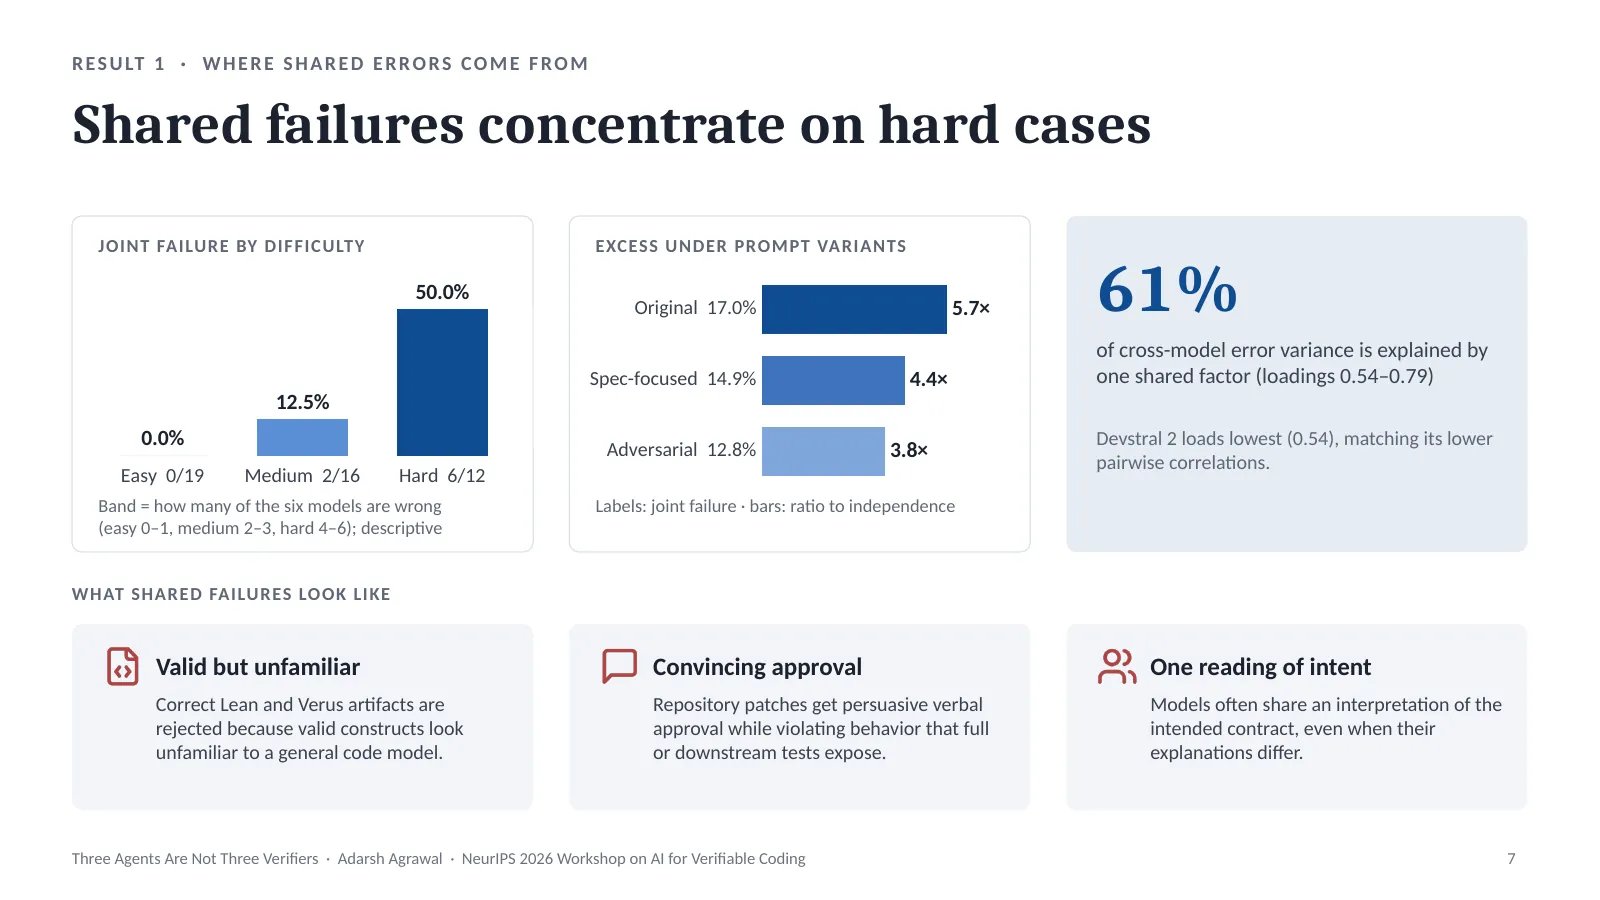 RESULT 1 · WHERE SHARED ERRORS COME FROM
Shared failures concentrate on hard cases
JOINT FAILURE BY DIFFICULTY
50.0%
12.5%
0.0%
Easy 0/19 Medium 2/16 Hard 6/12
Band = how many of the six models are wrong
(easy 0–1, medium 2–3, hard 4–6); descriptive
EXCESS UNDER PROMPT VARIANTS
Original 17.0% 5.7×
Spec-focused 14.9% 4.4×
Adversarial 12.8% 3.8×
Labels: joint failure · bars: ratio to independence
61%
of cross-model error variance is explained by
one shared factor (loadings 0.54–0.79)
Devstral 2 loads lowest (0.54), matching its lower
pairwise correlations.
WHAT SHARED FAILURES LOOK LIKE
Valid but unfamiliar
Correct Lean and Verus artifacts are
rejected because valid constructs look
unfamiliar to a general code model.
Convincing approval
Repository patches get persuasive verbal
approval while violating behavior that full
or downstream tests expose.
One reading of intent
Models often share an interpretation of the
intended contract, even when their
explanations differ.
Three Agents Are Not Three Verifiers · Adarsh Agrawal · NeurIPS 2026 Workshop on AI for Verifiable Coding
7